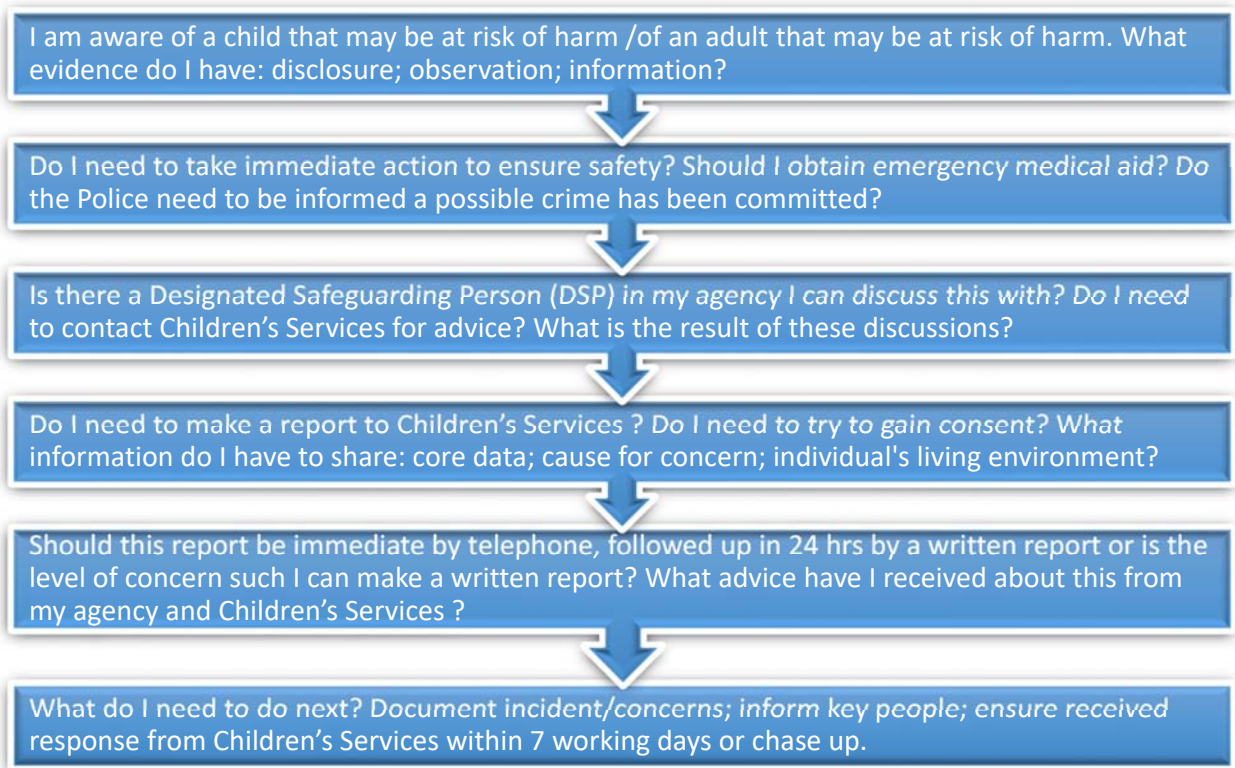 I am aware of a child that may be at risk of harm /of an adult that may be at risk of harm. What
evidence do I have: disclosure; observation; information?
Do I need to take immediate action to ensure safety? Should I obtain emergency medical aid? Do
the Police need to be informed a possible crime has been committed?
Is there a Designated Safeguarding Person (DSP) in my agency I can discuss this with? Do I need
to contact Children’s Services for advice? What is the result of these discussions?
Do I need to make a report to Children’s Services ? Do I need to try to gain consent? What
information do I have to share: core data; cause for concern; individual's living environment?
Should this report be immediate by telephone, followed up in 24 hrs by a written report or is the
level of concern such I can make a written report? What advice have I received about this from
my agency and Children’s Services ?
What do I need to do next? Document incident/concerns; inform key people; ensure received
response from Children’s Services within 7 working days or chase up.